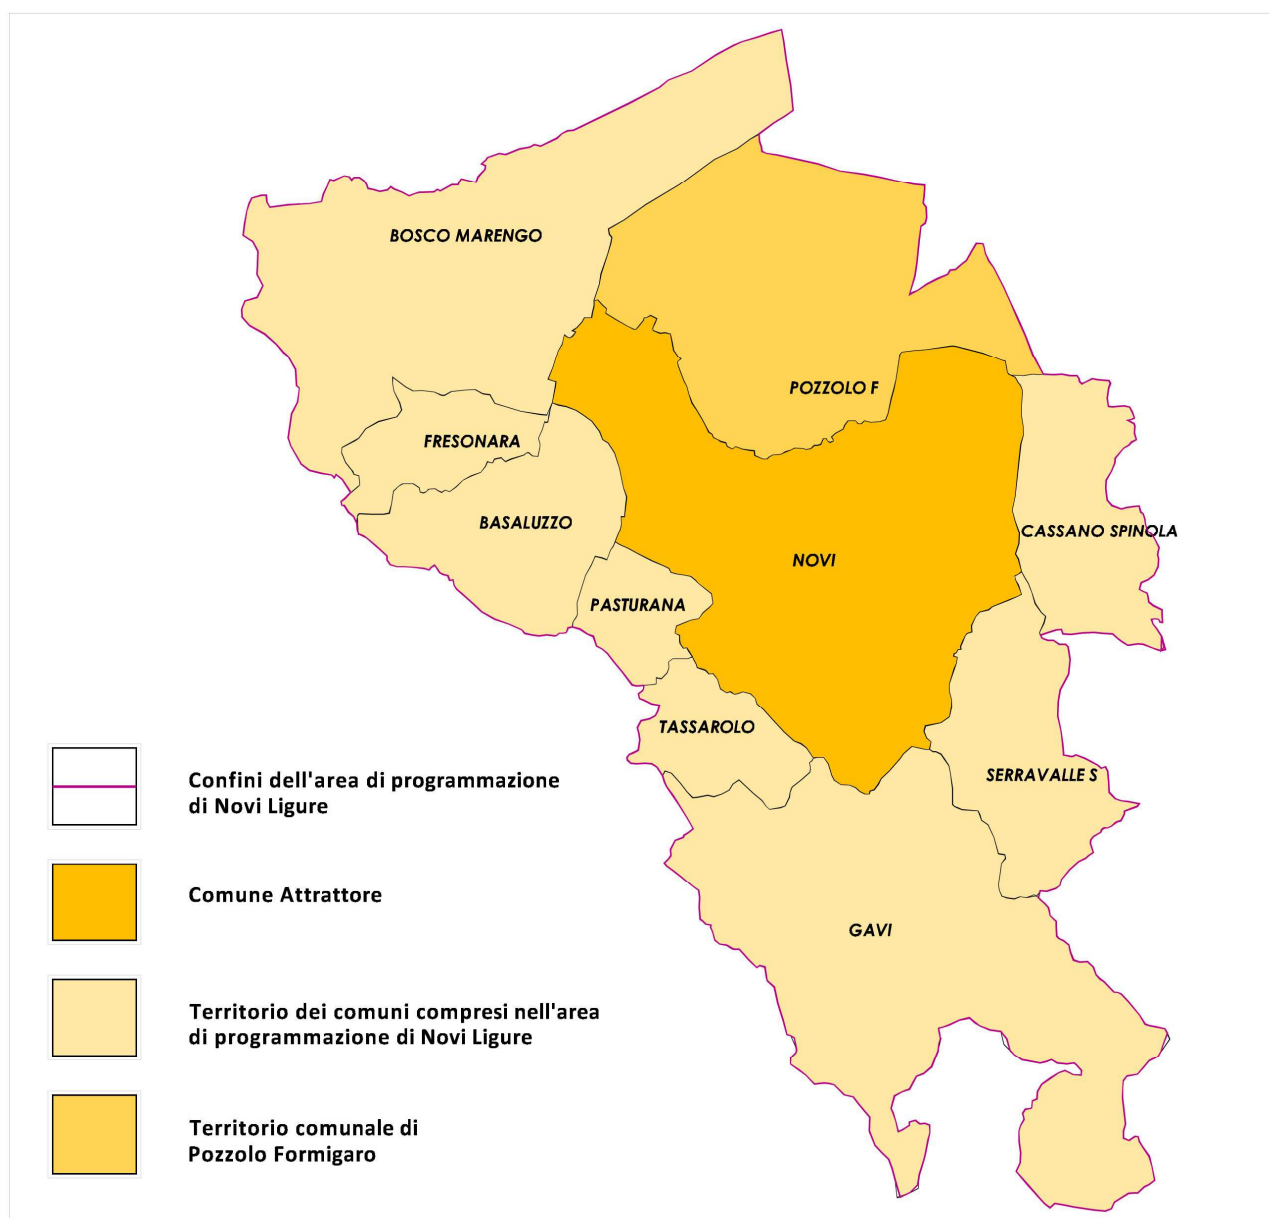 BOSCO MARENGO
POZZOLO F
FRESONARA
BASALUZZO
CASSANO SPINOLA
NOVI
PASTURANA
TASSAROLO
SERRAVALLE S
GAVI
Confini dell'area di programmazione
di Novi Ligure
Comune Attrattore
Territorio dei comuni compresi nell'area
di programmazione di Novi Ligure
Territorio comunale di
Pozzolo Formigaro